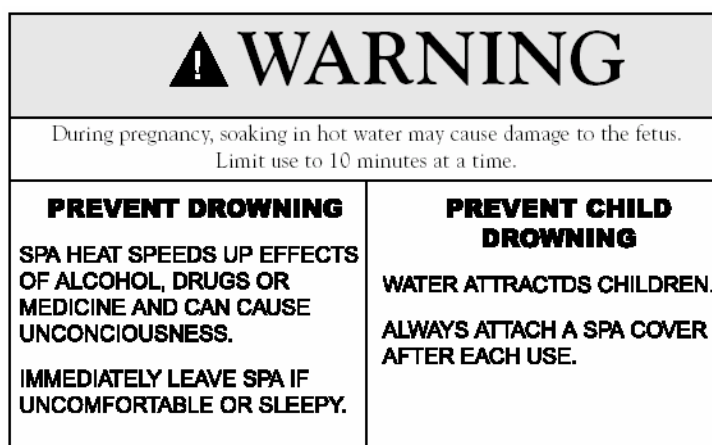 WARNING
During pregnancy, soaking in hot water may cause damage to the fetus.
Limit use to 10 minutes at a time.
PREVENT DROWNING
SPA HEAT SPEEDS UP EFFECTS
OF ALCOHOL, DRUGS OR
MEDICINE AND CAN CAUSE
UNCONCIOUSNESS.
IMMEDIATELY LEAVE SPA IF
UNCOMFORTABLE OR SLEEPY.
PREVENT CHILD
DROWNING
WATER ATTRACTDS CHILDREN.
ALWAYS ATTACH A SPA COVER
AFTER EACH USE.